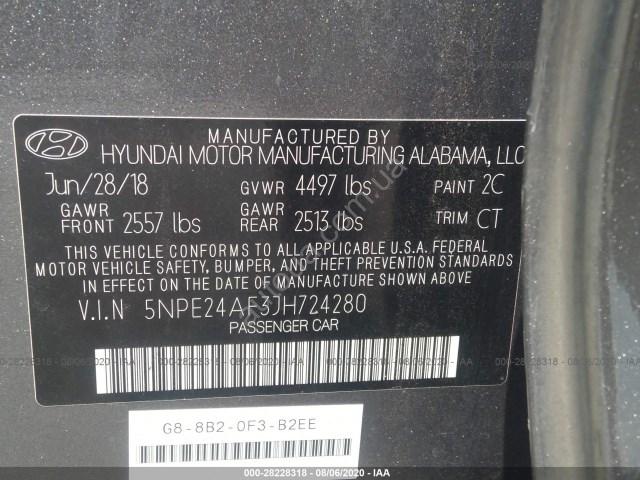 MANUFACTURED BY
HYUNDAI MOTOR MANUFACTURING ALABAMA, LLC
Jun/28/18 GVWR 4497 lbs PAINT 2C
GAWR FRONT 2557 lbs GAWR REAR 2513 lbs TRIM CT
THIS VEHICLE CONFORMS TO ALL APPLICABLE U.S.A. FEDERAL
MOTOR VEHICLE SAFETY, BUMPER, AND THEFT PREVENTION STANDARDS
IN EFFECT ON THE DATE OF MANUFACTURE SHOWN ABOVE.
V.I.N 5NPE24AF3JH724280
PASSENGER CAR
G8-8B2-0F3-B2EE
000-28228318 - 08/06/2020 - IAA